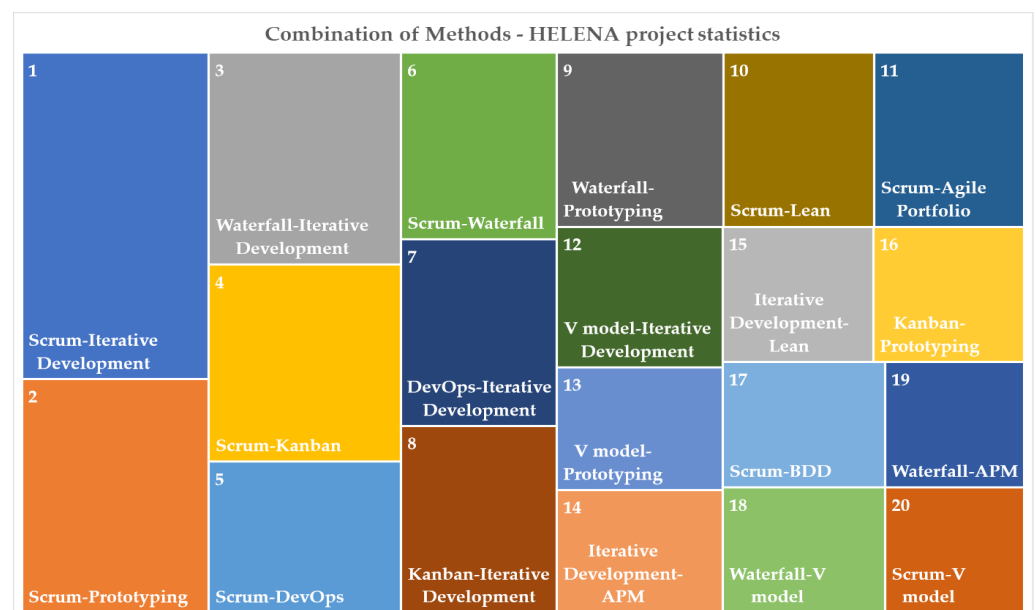 Combination of Methods - HELENA project statistics
1
Scrum-Iterative
Development
2
Scrum-Prototyping
3
Waterfall-Iterative
Development
4
Scrum-Kanban
5
Scrum-DevOps
6
Scrum-Waterfall
7
DevOps-Iterative
Development
8
Kanban-Iterative
Development
9
Waterfall-
Prototyping
10
Scrum-Lean
11
Scrum-Agile
Portfolio
12
V model-Iterative
Development
13
V model-
Prototyping
14
Iterative
Development-
APM
15
Iterative
Development-
Lean
16
Kanban-
Prototyping
17
Scrum-BDD
18
Waterfall-V
model
19
Waterfall-APM
20
Scrum-V
model